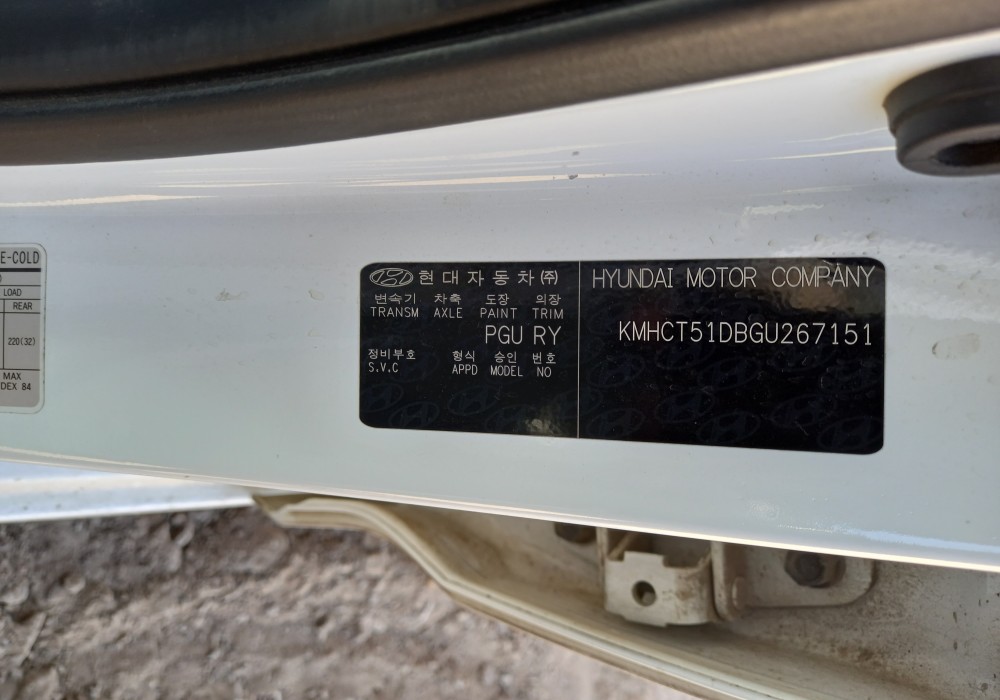 E-COLD
LOAD
REAR
220(32)
MAX
DEX 84
현대자동차(주)
변속기 차축 도장 의장
TRANSM AXLE PAINT TRIM
PGU RY
정비부호 형식 승인 번호
S.V.C APPD MODEL NO
HYUNDAI MOTOR COMPANY
KMHCT51DBGU267151